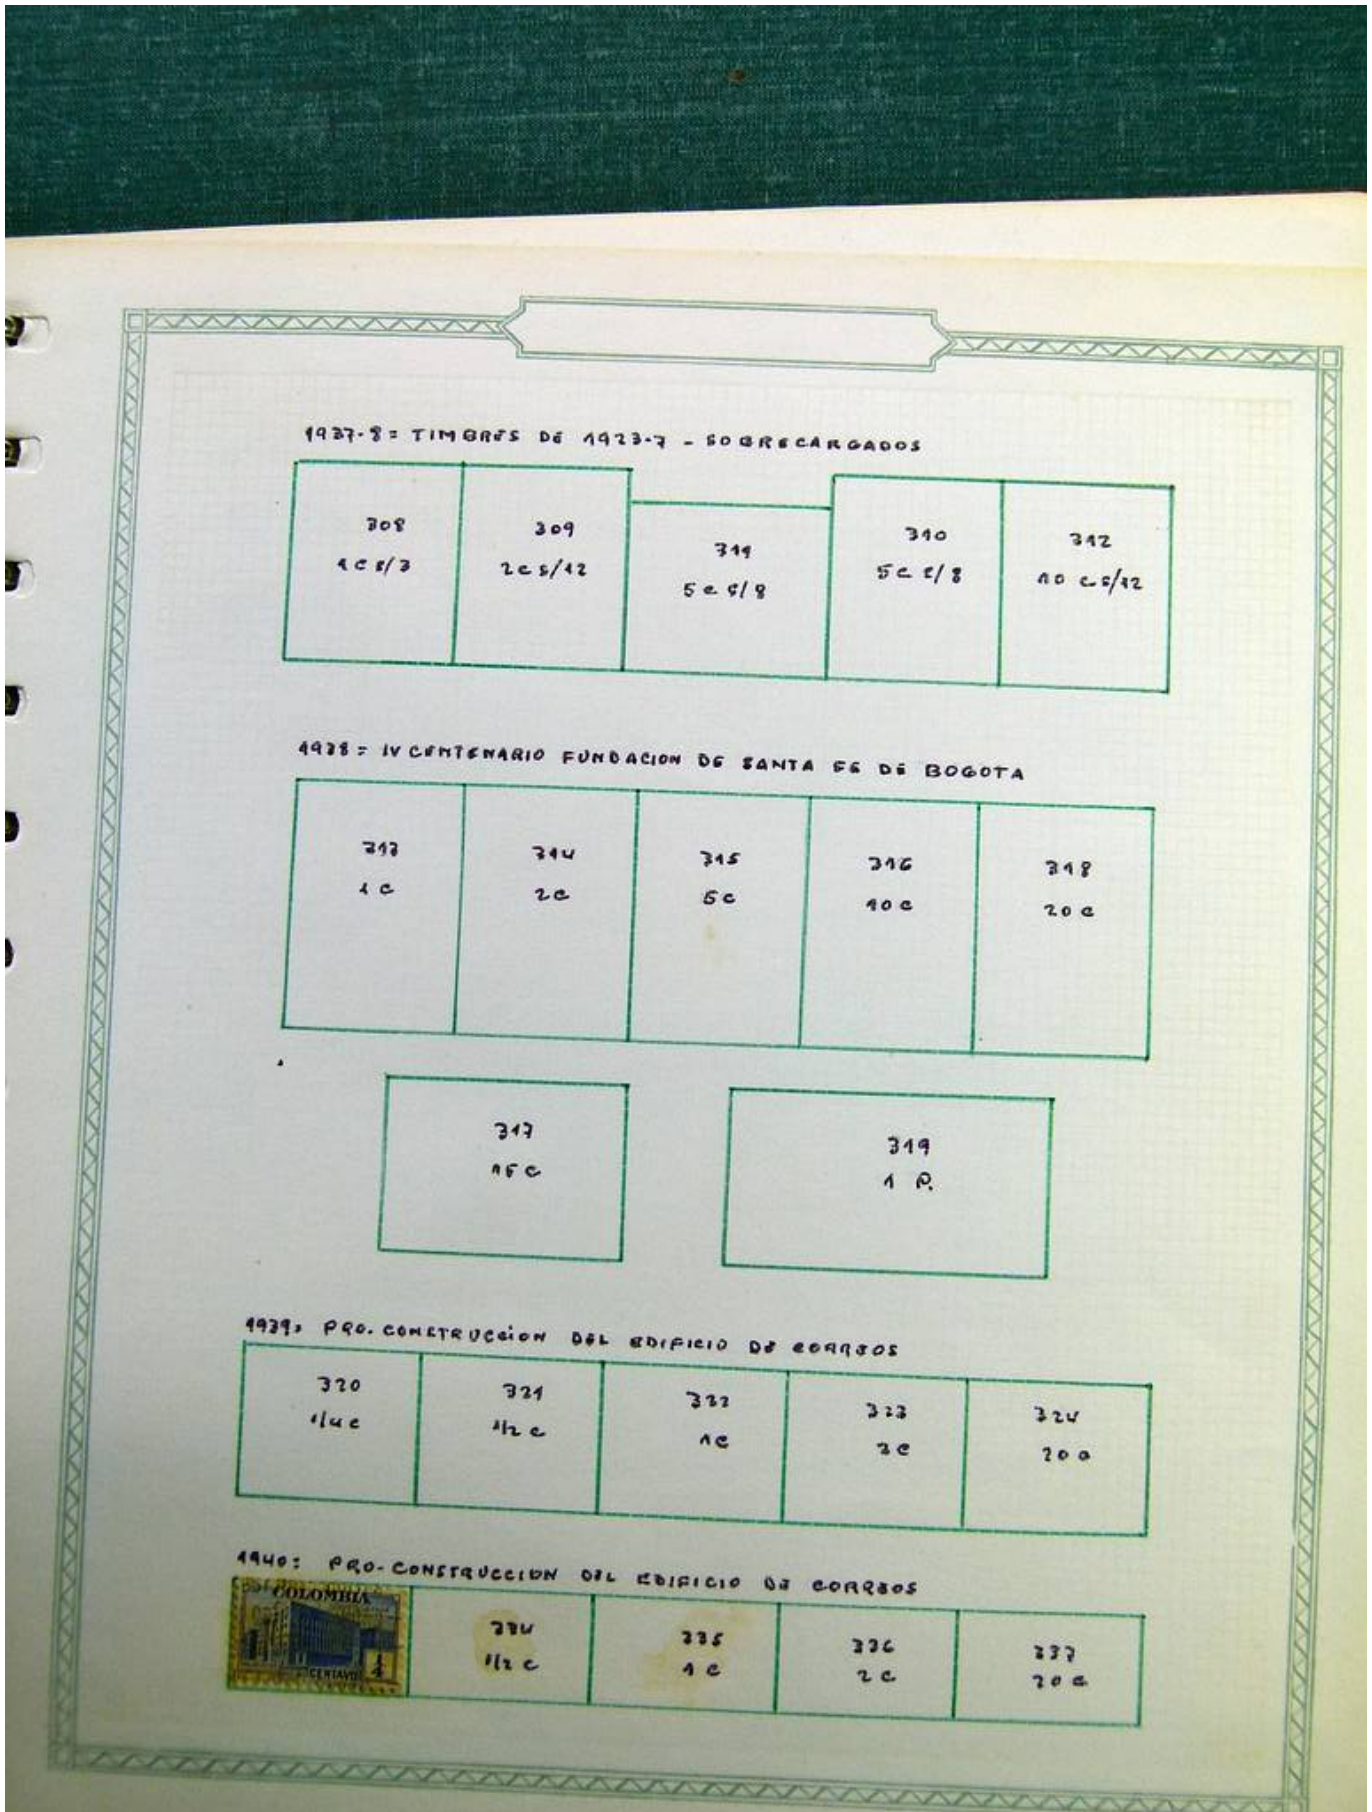 1937-8= TIMBRES DE 1923-7 - SOBRECARGADOS
308
1 c s/3
309
2 c s/12
311
5 c s/8
310
5 c s/8
312
10 c s/12
1938= IV CENTENARIO FUNDACION DE SANTA FE DE BOGOTA
313
1 c
314
2 c
315
5 c
316
10 c
318
20 c
317
15 c
319
1 P.
1939= PRO. CONSTRUCCION DEL EDIFICIO DE CORREOS
320
1/4 c
321
1/2 c
322
1 c
323
2 c
324
20 c
1940: PRO-CONSTRUCCION DEL EDIFICIO DE CORREOS
COLOMBIA
CENTAVO 1/4
334
1/2 c
335
1 c
336
2 c
337
20 c